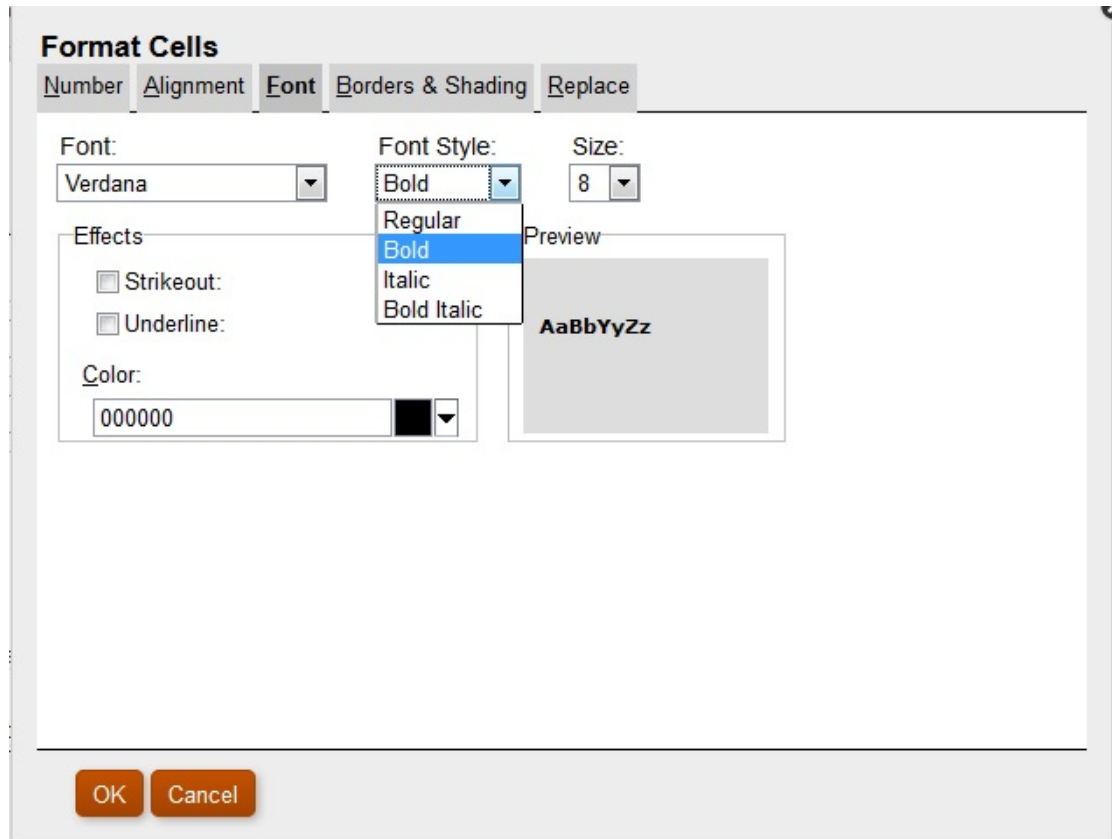 Format Cells
Number Alignment Font Borders & Shading Replace
Font: Font Style: Size:
Verdana Bold 8
Regular
Bold
Italic
Bold Italic
Effects
Strikeout:
Underline:
Color:
000000
Preview
AaBbYyZz
OK Cancel